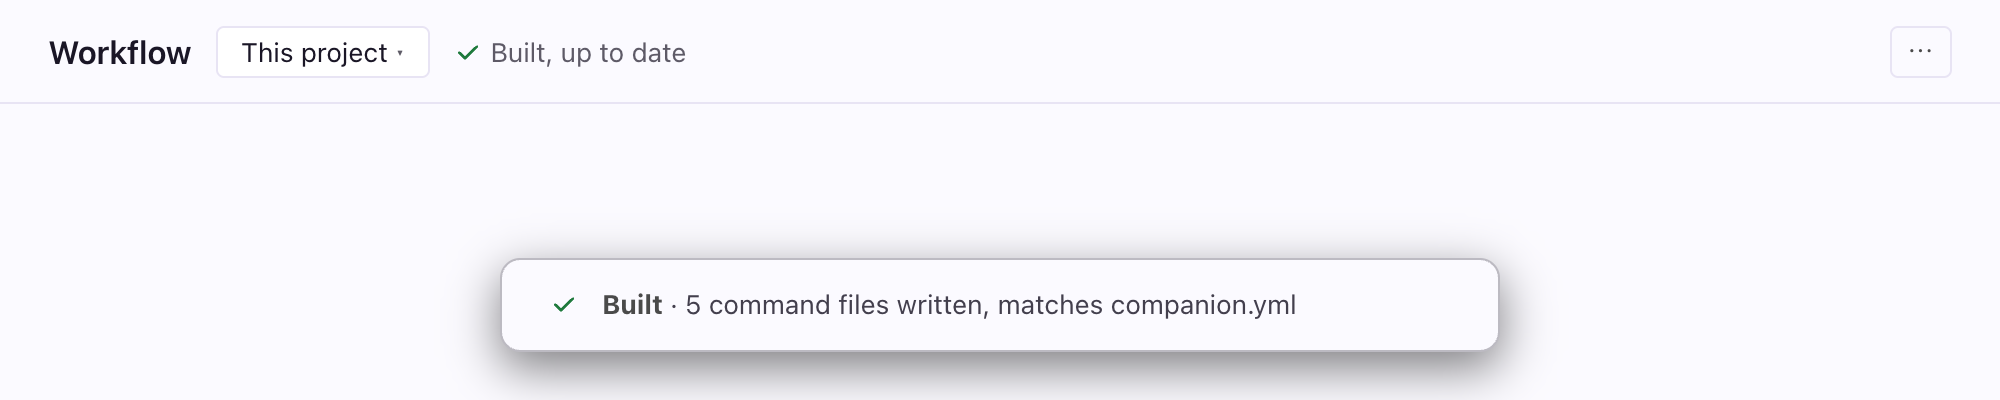 Workflow This project ▾ ✓ Built, up to date ···
✓ Built · 5 command files written, matches companion.yml